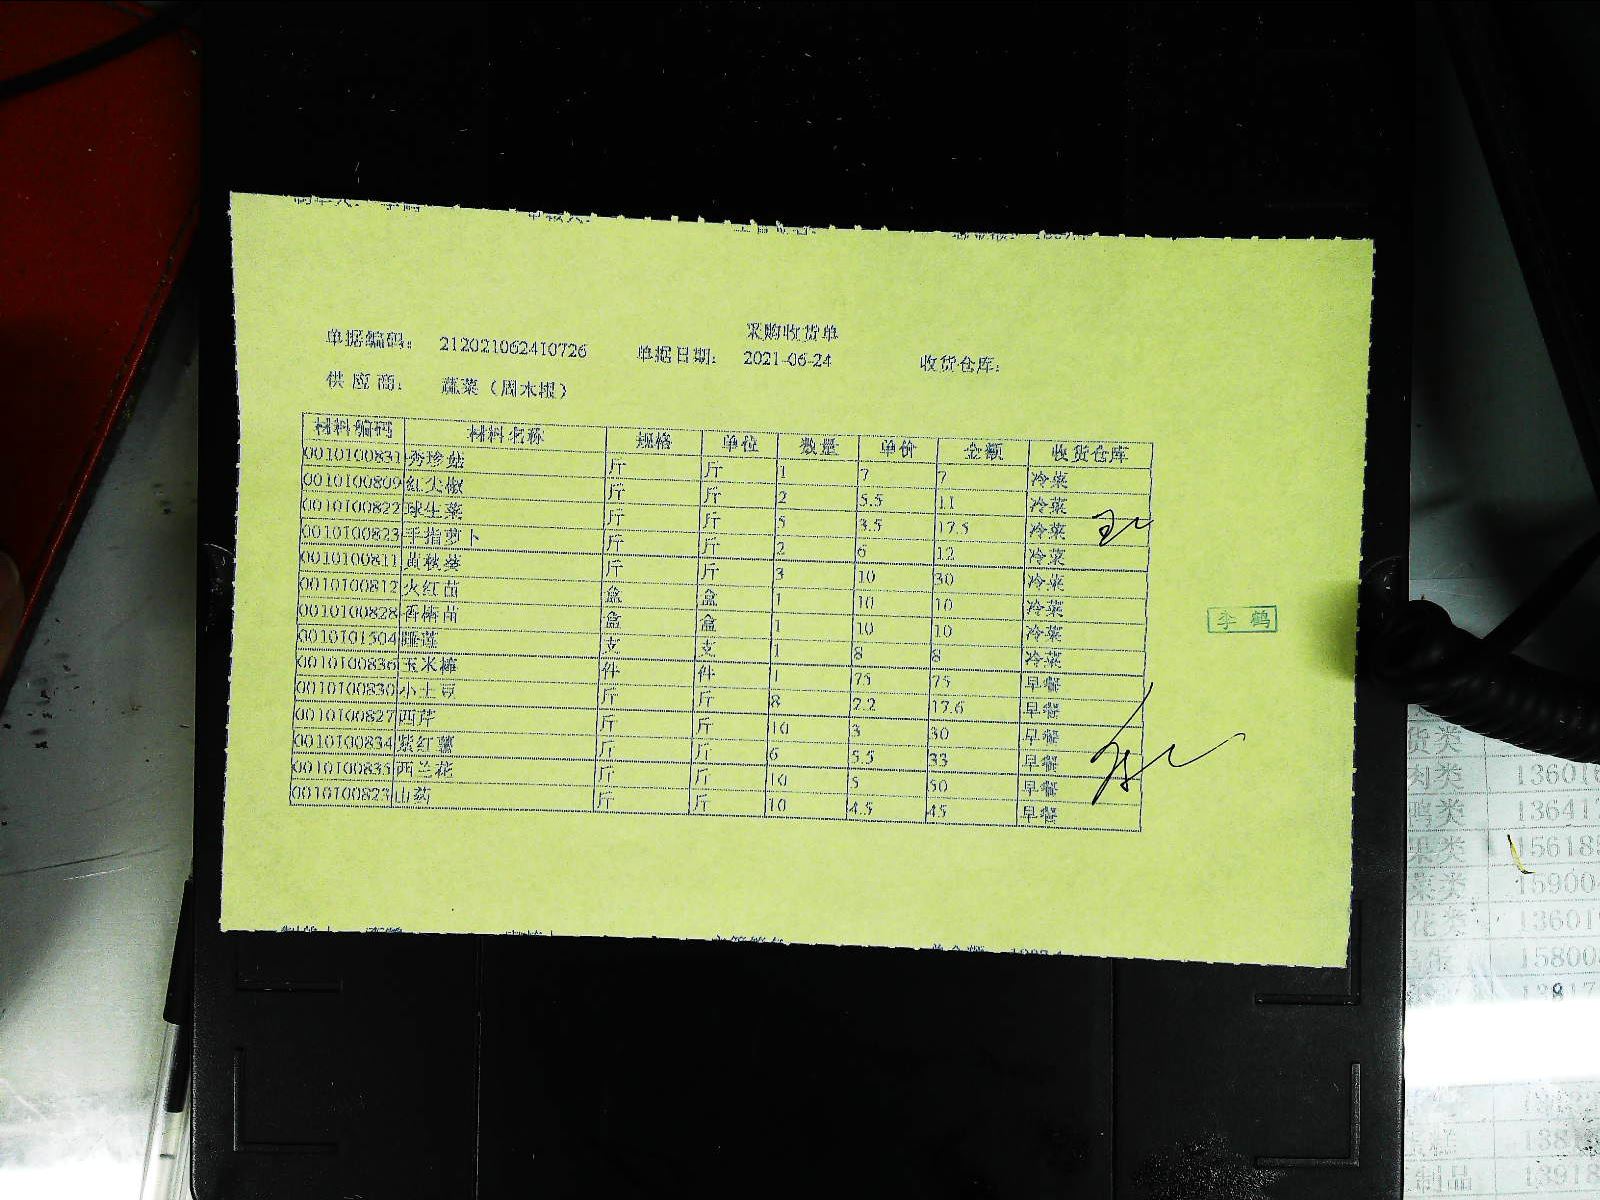 采购收货单
单据编码： 212021062410726 单据日期： 2021-06-24 收货仓库：
供应商： 蔬菜（周木根）
材料编码 材料名称 规格 单位 数量 单价 金额 收货仓库
0010100831 秀珍菇 斤 斤 1 7 7 冷菜
0010100809 红尖椒 斤 斤 2 5.5 11 冷菜
0010100822 球生菜 斤 斤 5 3.5 17.5 冷菜
0010100823 手指萝卜 斤 斤 2 6 12 冷菜
0010100811 黄秋葵 斤 斤 3 10 30 冷菜
0010100812 火红苗 盒 盒 1 10 10 冷菜
0010100828 香椿苗 盒 盒 1 10 10 冷菜
0010101504 睡莲 支 支 1 8 8 冷菜
0010100836 玉米棒 件 件 1 75 75 早餐
0010100830 小土豆 斤 斤 8 2.2 17.6 早餐
0010100827 西芹 斤 斤 10 3 30 早餐
0010100834 紫红薯 斤 斤 6 5.5 33 早餐
0010100835 西兰花 斤 斤 10 5 50 早餐
0010100823 山药 斤 斤 10 4.5 45 早餐
李鹤
货类
肉类 13601
鸭类 13641
果类 15618
菜类 15900
花类 1360
15800
制品 13918